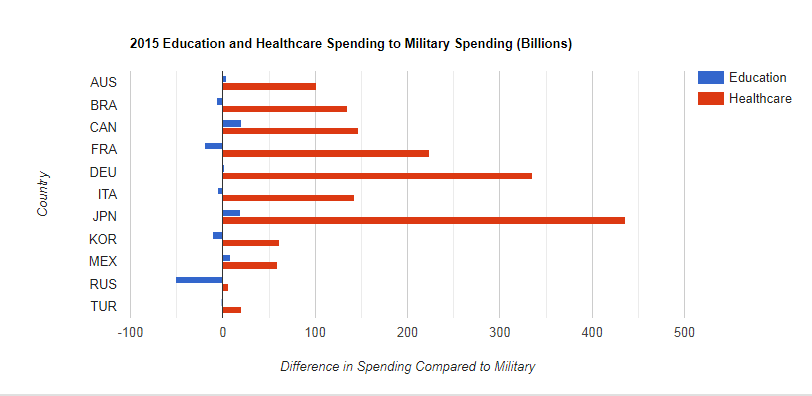 2015 Education and Healthcare Spending to Military Spending (Billions)
Education
Healthcare
AUS
BRA
CAN
FRA
DEU
ITA
JPN
KOR
MEX
RUS
TUR
Country
-100 0 100 200 300 400 500
Difference in Spending Compared to Military